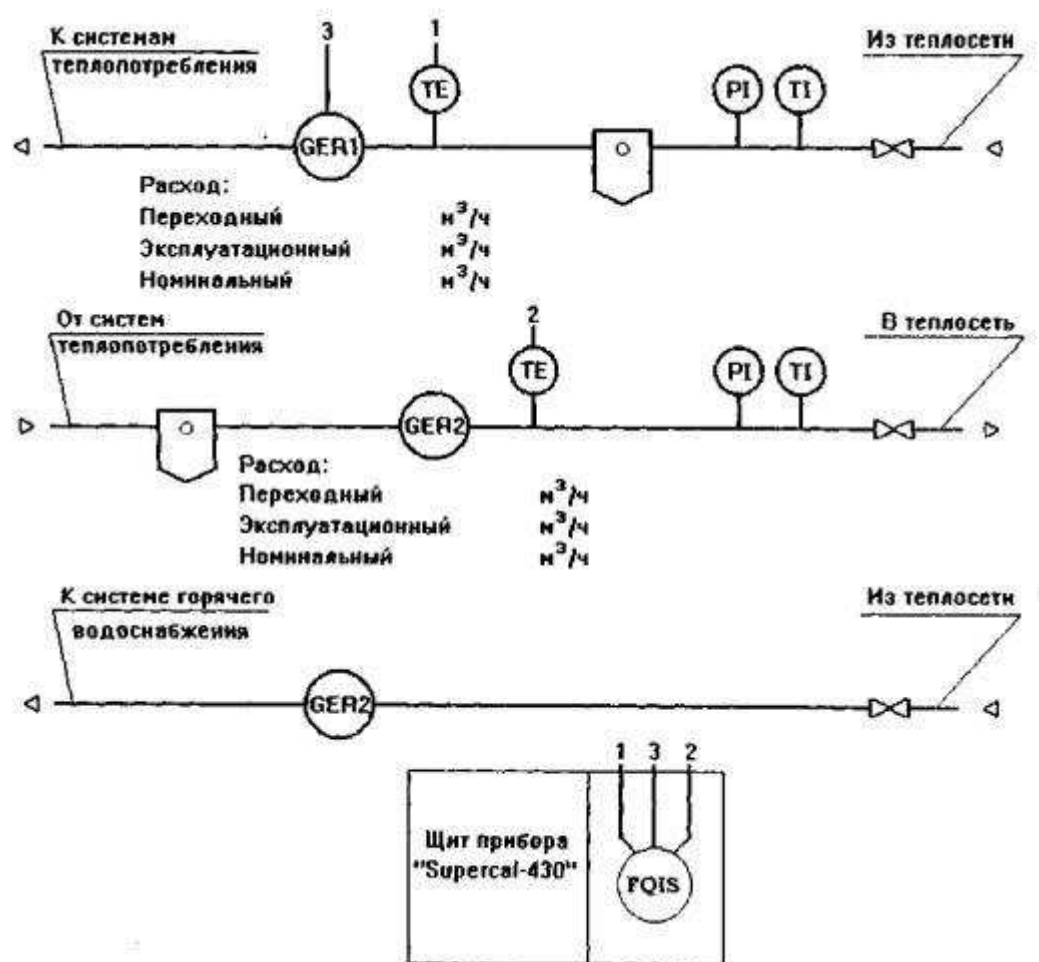 К системам
теплопотребления
3
1
Из теплосети
TE
PI
TI
GER1
Расход:
Переходный м³/ч
Эксплуатационный м³/ч
Номинальный м³/ч
От систем
теплопотребления
2
В теплосеть
TE
PI
TI
GER2
Расход:
Переходный м³/ч
Эксплуатационный м³/ч
Номинальный м³/ч
К системе горячего
водоснабжения
Из теплосети
GER2
1 3 2
Щит прибора
"Supercal-430"
FQIS